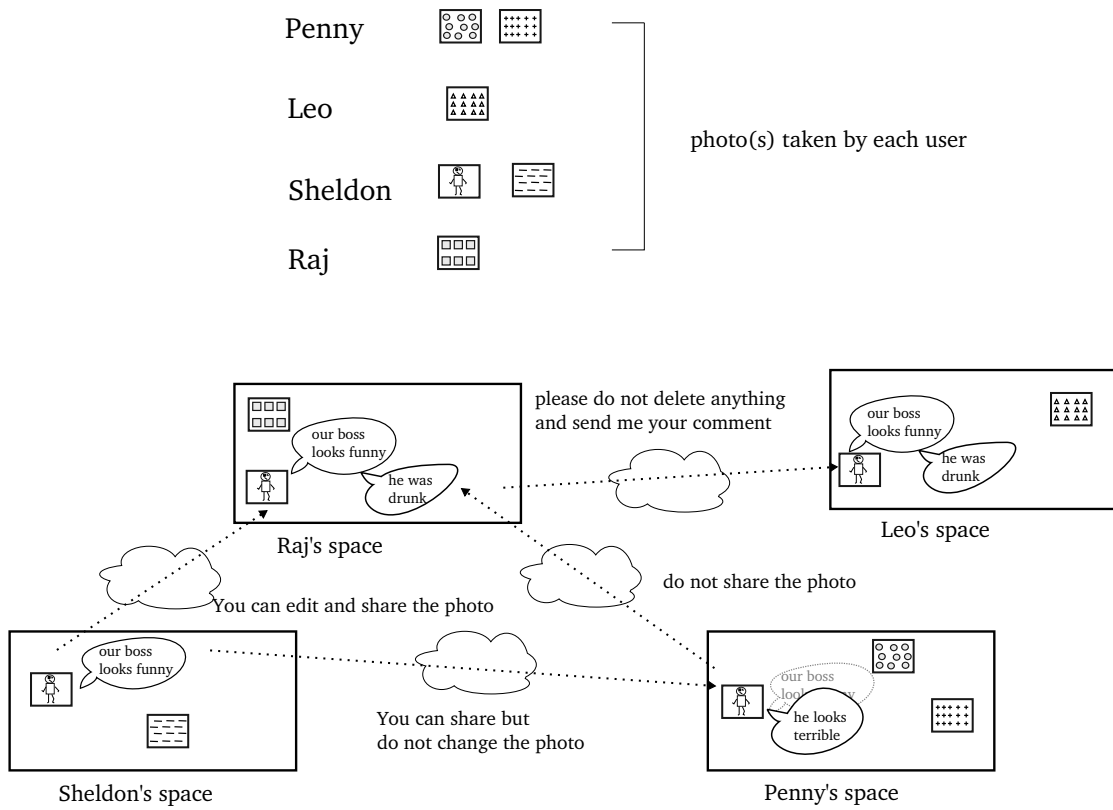 Penny
Leo
photo(s) taken by each user
Sheldon
Raj
our boss
looks funny
he was
drunk
Raj's space
please do not delete anything
and send me your comment
our boss
looks funny
he was
drunk
Leo's space
You can edit and share the photo
do not share the photo
our boss
looks funny
Sheldon's space
You can share but
do not change the photo
our boss
he looks
terrible
Penny's space